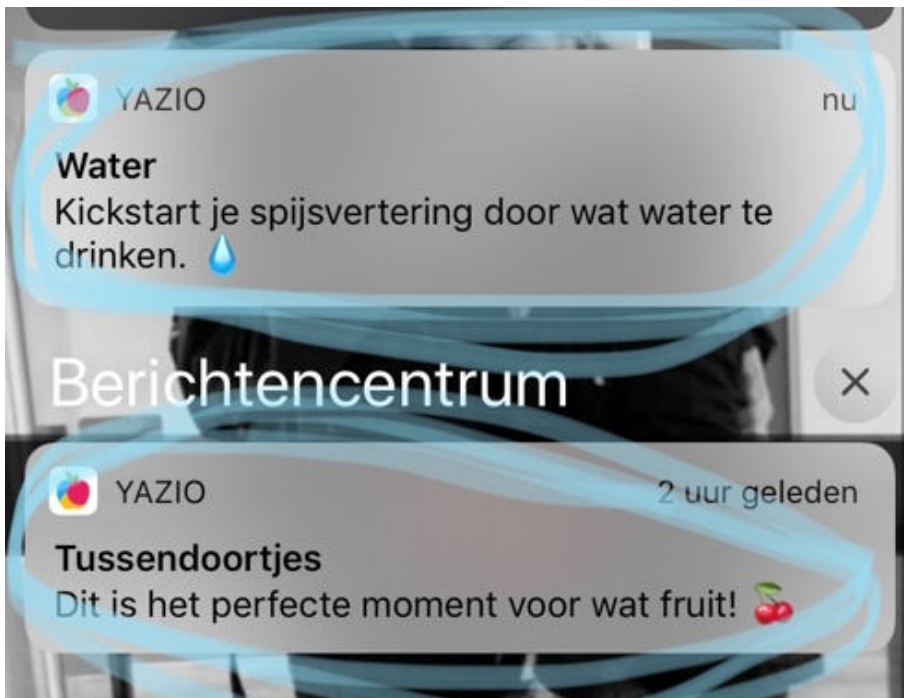 YAZIO
nu
Water
Kickstart je spijsvertering door wat water te
drinken. 💧
Berichtencentrum
YAZIO
2 uur geleden
Tussendoortjes
Dit is het perfecte moment voor wat fruit! 🍒